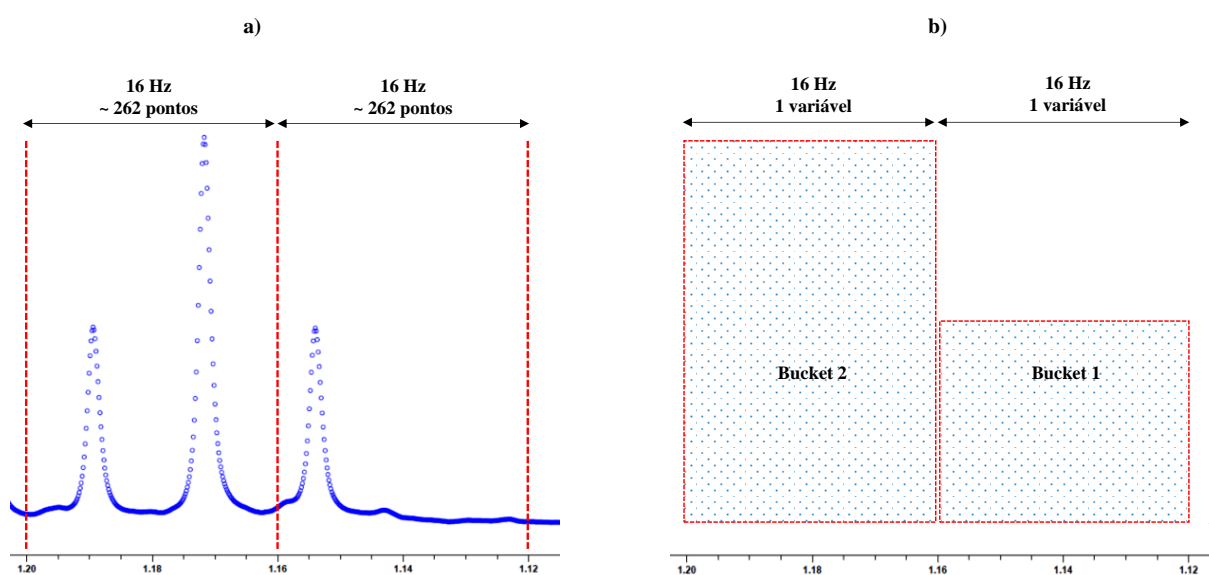 a)
16 Hz
~ 262 pontos
16 Hz
~ 262 pontos
1.20
1.18
1.16
1.14
1.12
b)
16 Hz
1 variável
16 Hz
1 variável
Bucket 2
Bucket 1
1.20
1.18
1.16
1.14
1.12